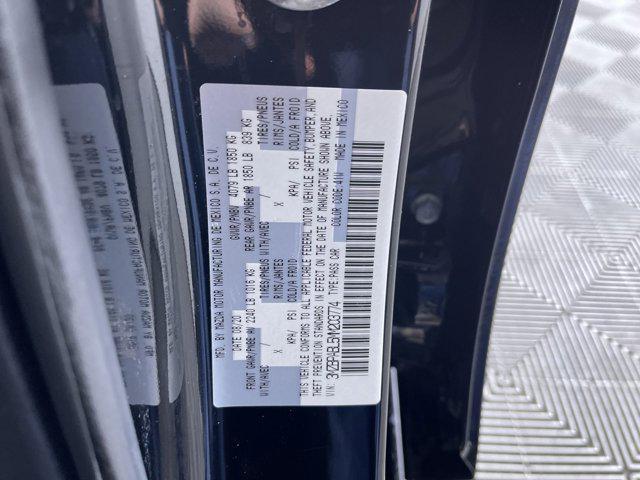 MFD. BY MAZDA MOTOR MANUFACTURING DE MEXICO S.A. DE C.V.
DATE 08/20 GVWR/PNBV 4079 LB 1850 KG
FRONT GAWR/PNBE AV 2240 LB 1016 KG REAR GAWR/PNBE AR 1850 LB 839 KG
WITH/AVEC / TIRES/PNEUS WITH/AVEC / TIRES/PNEUS
X RIMS/JANTES X RIMS/JANTES
KPA/ PSI COLD/A FROID KPA/ PSI COLD/A FROID
THIS VEHICLE CONFORMS TO ALL APPLICABLE FEDERAL MOTOR VEHICLE SAFETY, BUMPER, AND
THEFT PREVENTION STANDARDS IN EFFECT ON THE DATE OF MANUFACTURE SHOWN ABOVE.
VIN: 3MZBPABL5MM203774 TYPE: PASS CAR COLOR CODE: 41W MADE IN MEXICO